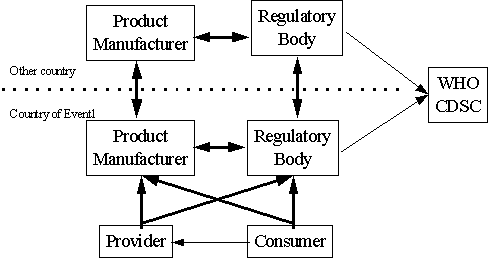 Product
Manufacturer
Regulatory
Body
Other country
WHO
CDSC
Country of Event1
Product
Manufacturer
Regulatory
Body
Provider
Consumer